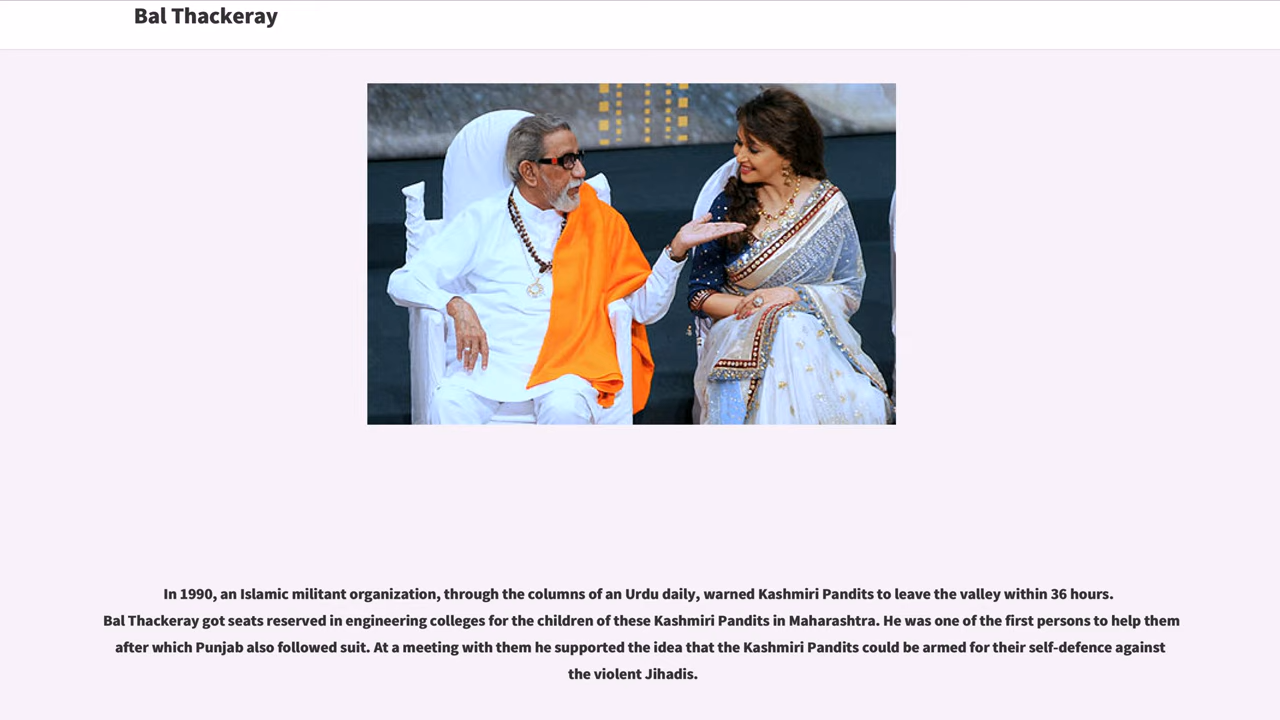 Bal Thackeray
In 1990, an Islamic militant organization, through the columns of an Urdu daily, warned Kashmiri Pandits to leave the valley within 36 hours.
Bal Thackeray got seats reserved in engineering colleges for the children of these Kashmiri Pandits in Maharashtra. He was one of the first persons to help them
after which Punjab also followed suit. At a meeting with them he supported the idea that the Kashmiri Pandits could be armed for their self-defence against
the violent Jihadis.